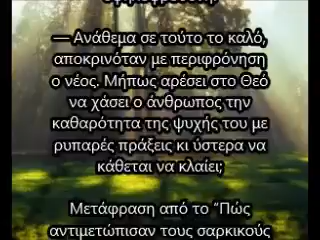 — Ανάθεμα σε τούτο το καλό,
αποκρινόταν με περιφρόνηση
ο νέος. Μήπως αρέσει στο Θεό
να χάσει ο άνθρωπος την
καθαρότητα της ψυχής του με
ρυπαρές πράξεις κι ύστερα να
κάθεται να κλαίει;
Μετάφραση από το “Πώς
αντιμετώπισαν τους σαρκικούς